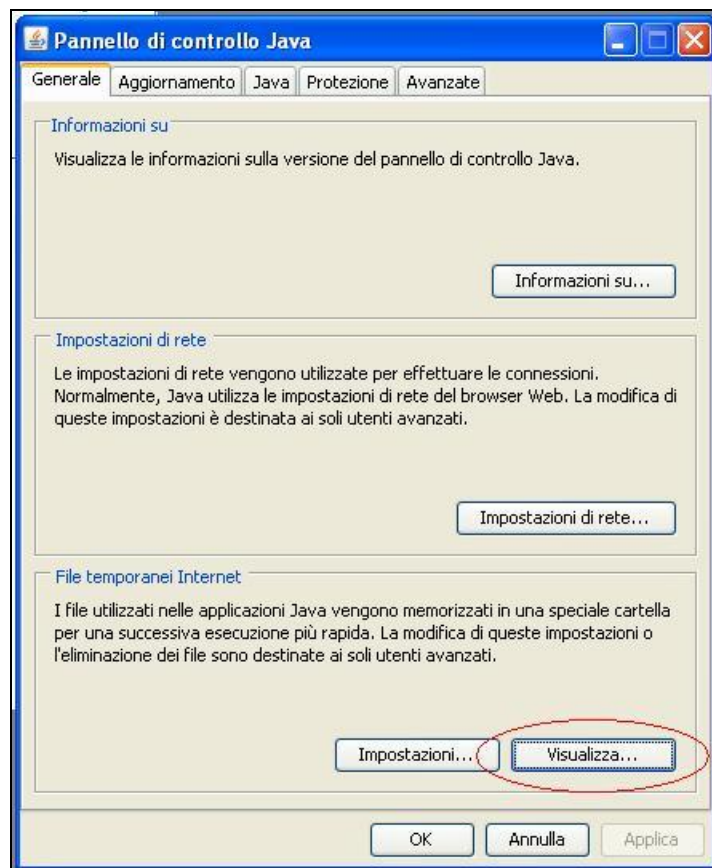 Pannello di controllo Java
Generale Aggiornamento Java Protezione Avanzate
Informazioni su
Visualizza le informazioni sulla versione del pannello di controllo Java.
Informazioni su...
Impostazioni di rete
Le impostazioni di rete vengono utilizzate per effettuare le connessioni.
Normalmente, Java utilizza le impostazioni di rete del browser Web. La modifica di
queste impostazioni è destinata ai soli utenti avanzati.
Impostazioni di rete...
File temporanei Internet
I file utilizzati nelle applicazioni Java vengono memorizzati in una speciale cartella
per una successiva esecuzione più rapida. La modifica di queste impostazioni o
l'eliminazione dei file sono destinate ai soli utenti avanzati.
Impostazioni... Visualizza...
OK Annulla Applica